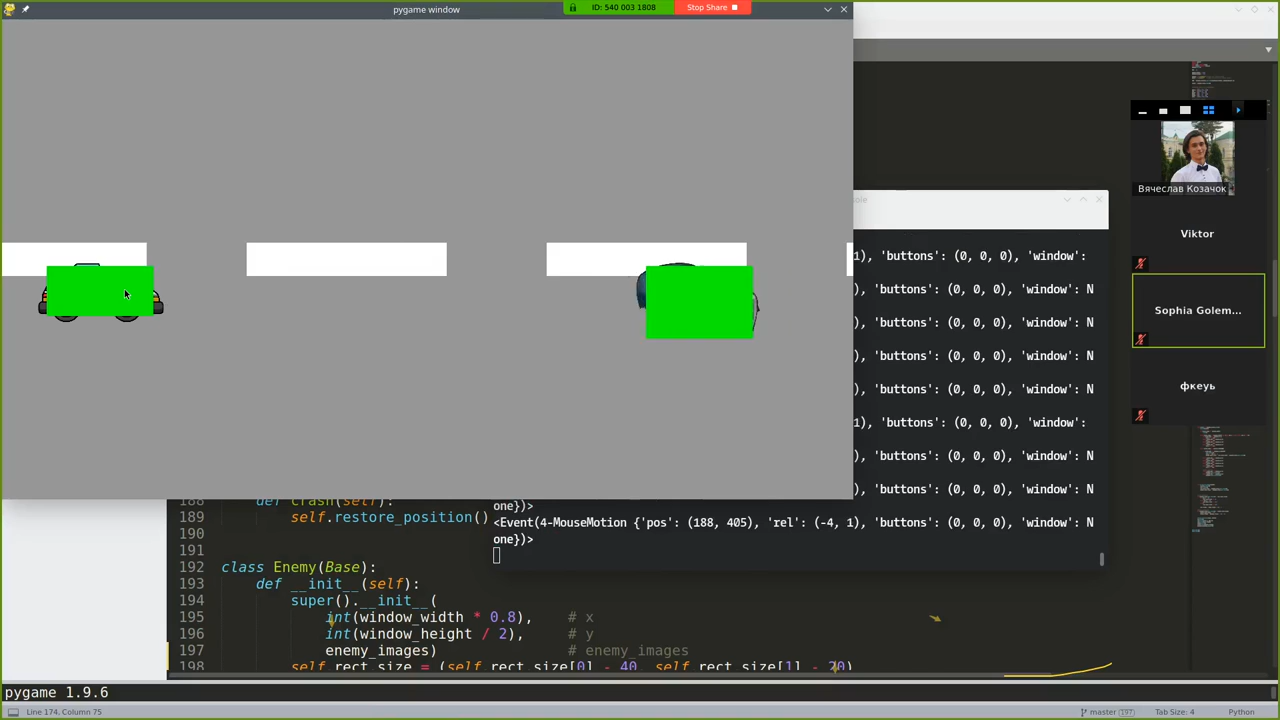 pygame window
ID: 540 003 1808
Stop Share
Вячеслав Козачок
Viktor
Sophia Golem...
фкеуь
1), 'buttons': (0, 0, 0), 'window':
), 'buttons': (0, 0, 0), 'window': N
), 'buttons': (0, 0, 0), 'window': N
), 'buttons': (0, 0, 0), 'window': N
), 'buttons': (0, 0, 0), 'window': N
1), 'buttons': (0, 0, 0), 'window':
), 'buttons': (0, 0, 0), 'window': N
), 'buttons': (0, 0, 0), 'window': N
one})>
<Event(4-MouseMotion {'pos': (188, 405), 'rel': (-4, 1), 'buttons': (0, 0, 0), 'window': N
one})>
188 def crash(self):
189 self.restore_position()
190
191
192 class Enemy(Base):
193 def __init__(self):
194 super().__init__(
195 int(window_width * 0.8), # x
196 int(window_height / 2), # y
197 enemy_images) # enemy_images
198 self.rect_size = (self.rect_size[0] - 40, self.rect_size[1] - 20)
pygame 1.9.6
Line 174, Column 75
master 197
Tab Size: 4
Python